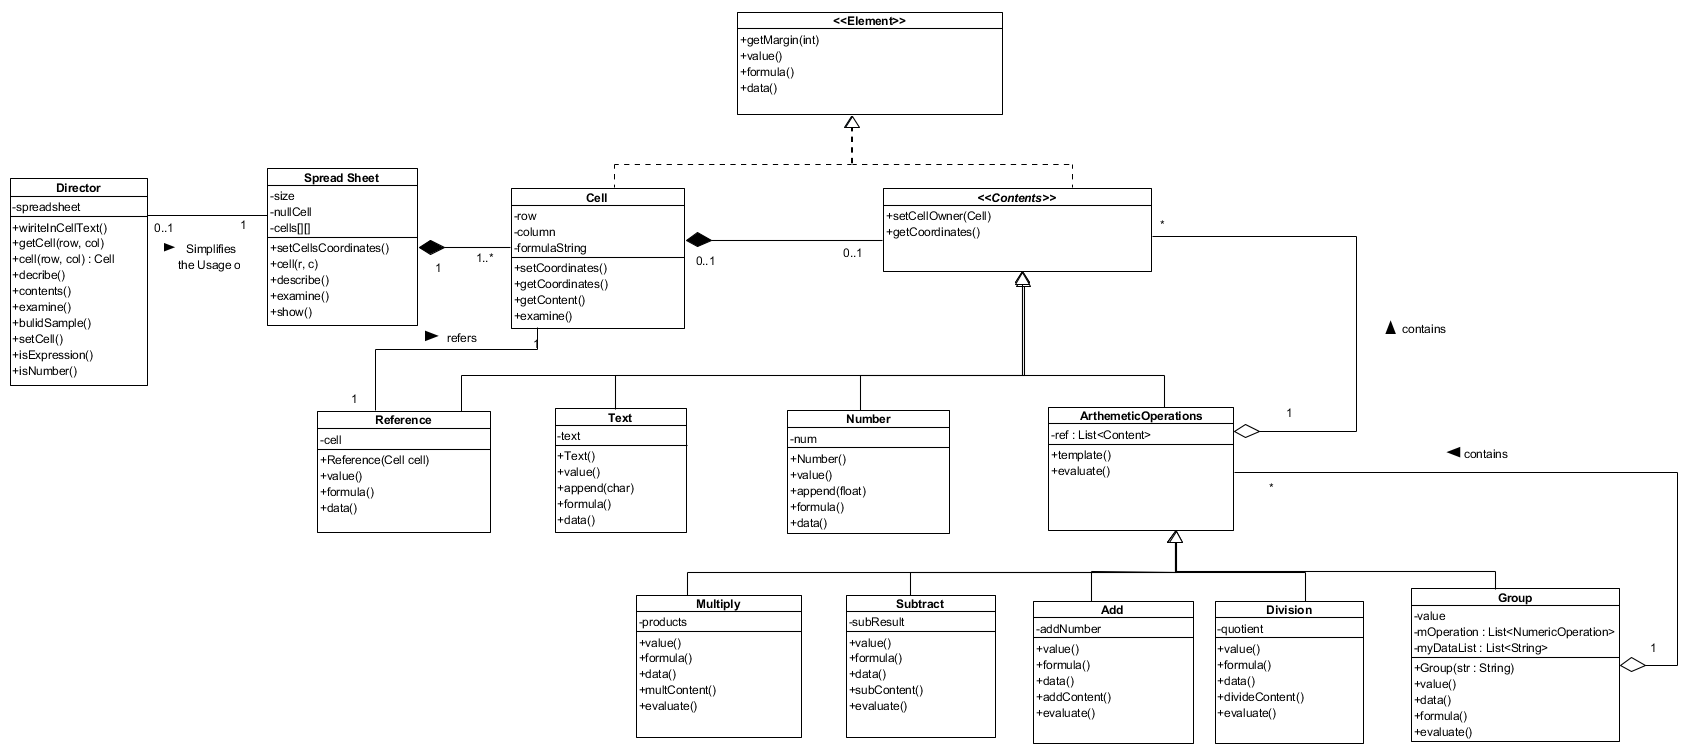 <<Element>>
+getMargin(int)
+value()
+formula()
+data()
Director
-spreadsheet
+wiriteInCellText()
+getCell(row, col)
+cell(row, col) : Cell
+decribe()
+contents()
+examine()
+bulidSample()
+setCell()
+isExpression()
+isNumber()
0..1
1
Simplifies
the Usage o
Spread Sheet
-size
-nullCell
-cells[][]
+setCellsCoordinates()
+cell(r, c)
+describe()
+examine()
+show()
1
1..*
Cell
-row
-column
-formulaString
+setCoordinates()
+getCoordinates()
+getContent()
+examine()
0..1
0..1
<<Contents>>
+setCellOwner(Cell)
+getCoordinates()
*
contains
1
refers
1
1
Reference
-cell
+Reference(Cell cell)
+value()
+formula()
+data()
Text
-text
+Text()
+value()
+append(char)
+formula()
+data()
Number
-num
+Number()
+value()
+append(float)
+formula()
+data()
ArthemeticOperations
-ref : List<Content>
+template()
+evaluate()
contains
*
Multiply
-products
+value()
+formula()
+data()
+multContent()
+evaluate()
Subtract
-subResult
+value()
+formula()
+data()
+subContent()
+evaluate()
Add
-addNumber
+value()
+formula()
+data()
+addContent()
+evaluate()
Division
-quotient
+value()
+formula()
+data()
+divideContent()
+evaluate()
Group
-value
-mOperation : List<NumericOperation>
-myDataList : List<String>
+Group(str : String)
+value()
+data()
+formula()
+evaluate()
1